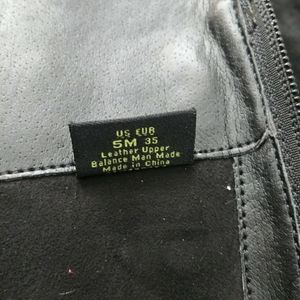 US EUR
5M 35
Leather Upper
Balance Man Made
Made in China